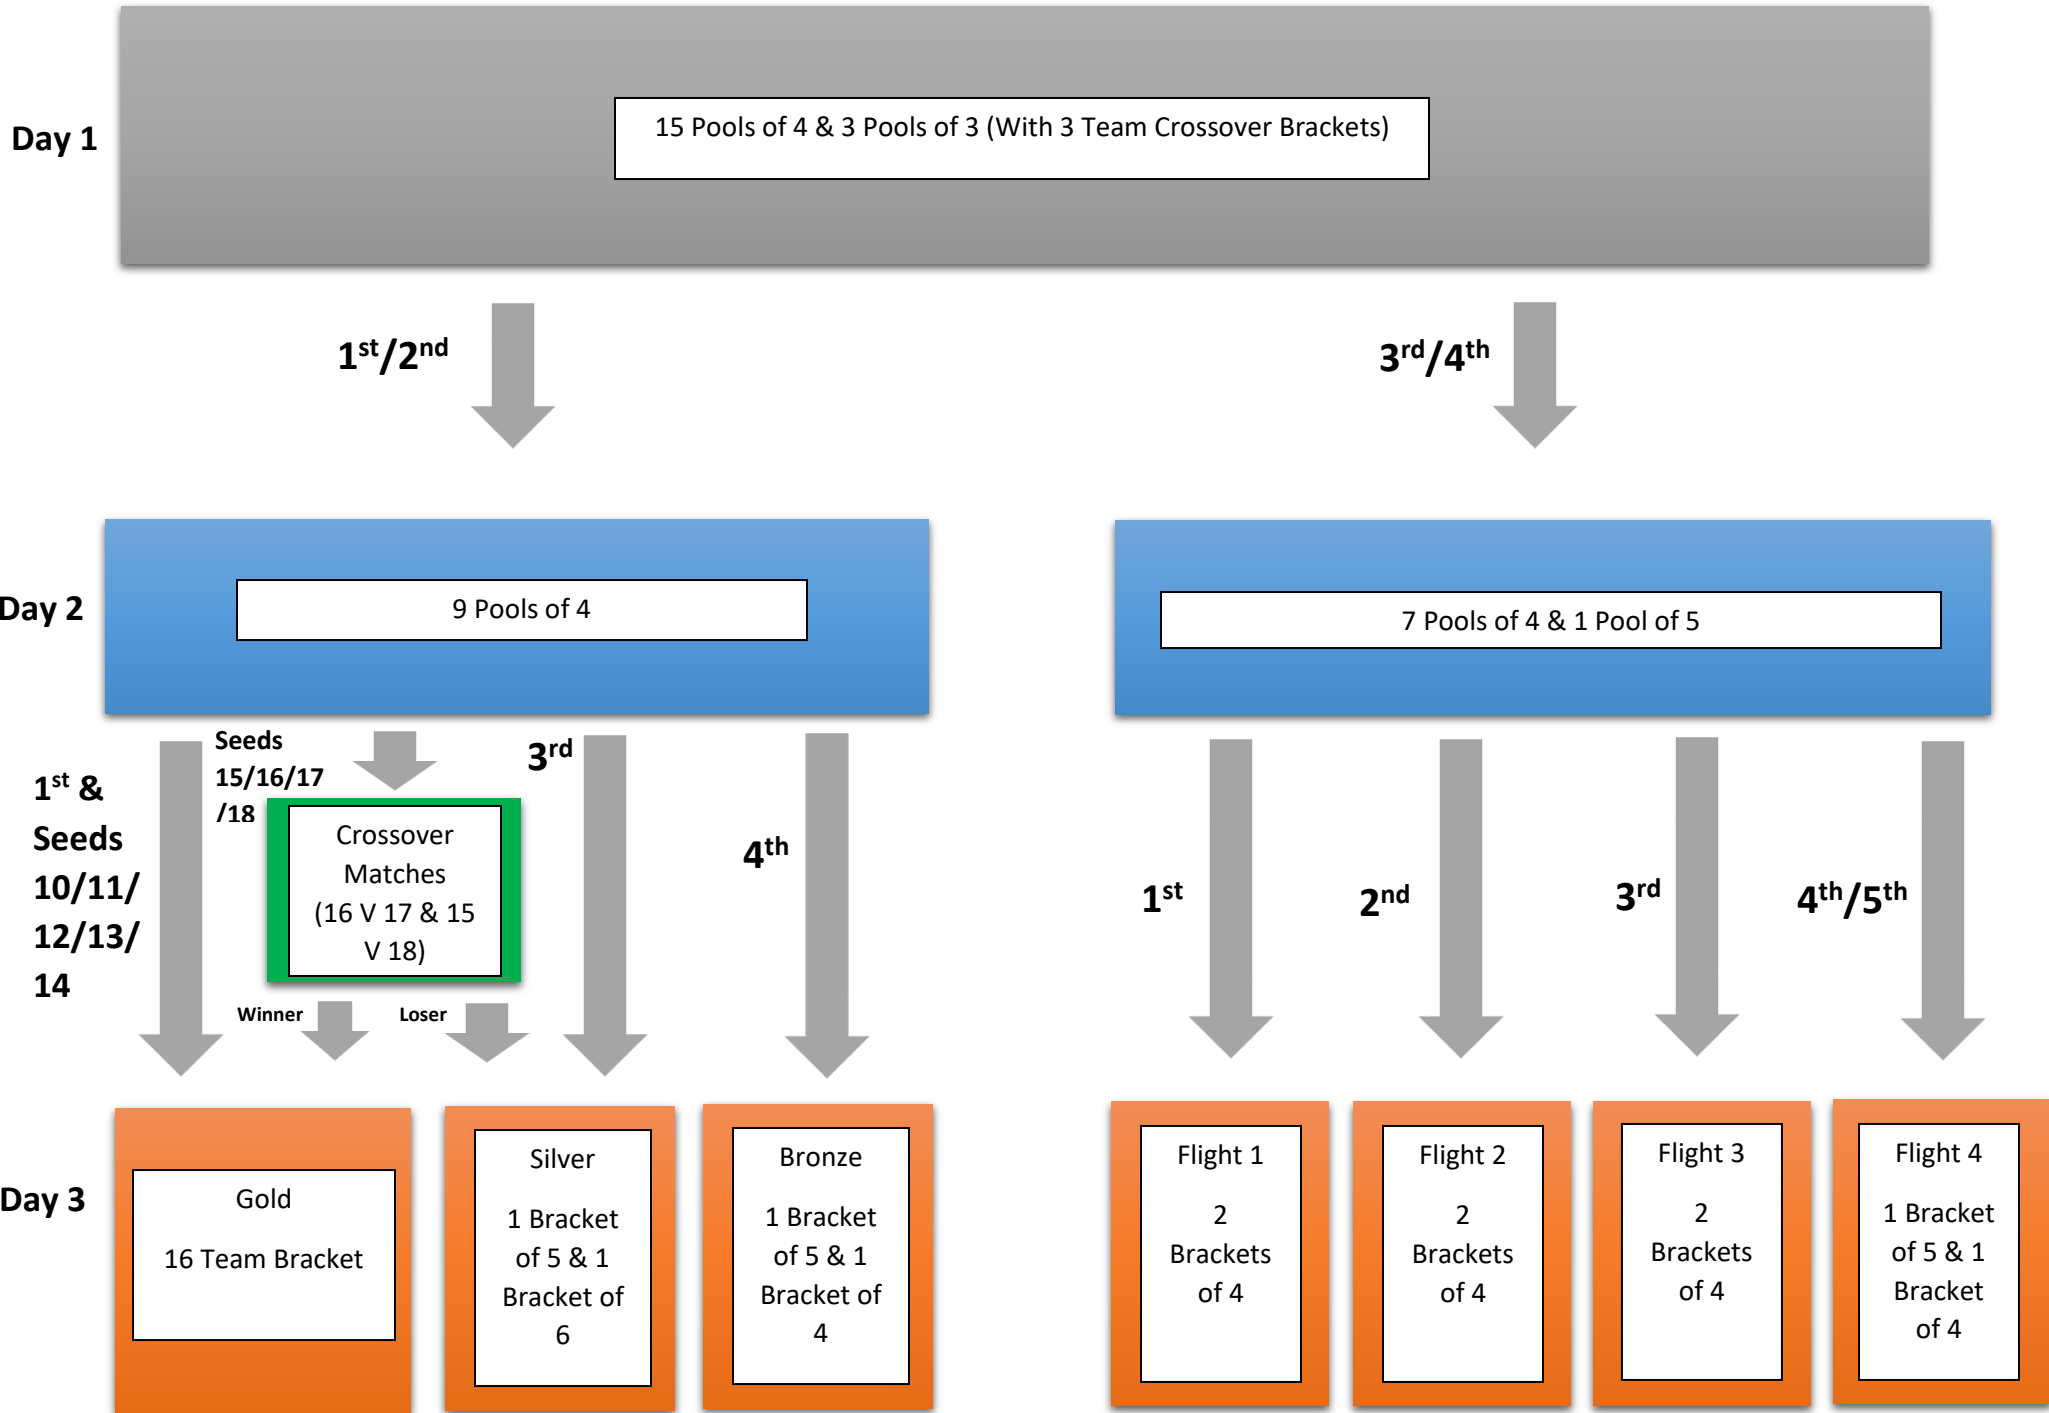 Day 1
15 Pools of 4 & 3 Pools of 3 (With 3 Team Crossover Brackets)
1st/2nd
3rd/4th
Day 2
9 Pools of 4
7 Pools of 4 & 1 Pool of 5
1st &
Seeds
10/11/
12/13/
14
Seeds
15/16/17
/18
Crossover
Matches
(16 V 17 & 15
V 18)
Winner
Loser
3rd
4th
1st
2nd
3rd
4th/5th
Day 3
Gold
16 Team Bracket
Silver
1 Bracket
of 5 & 1
Bracket of
6
Bronze
1 Bracket
of 5 & 1
Bracket of
4
Flight 1
2
Brackets
of 4
Flight 2
2
Brackets
of 4
Flight 3
2
Brackets
of 4
Flight 4
1 Bracket
of 5 & 1
Bracket
of 4